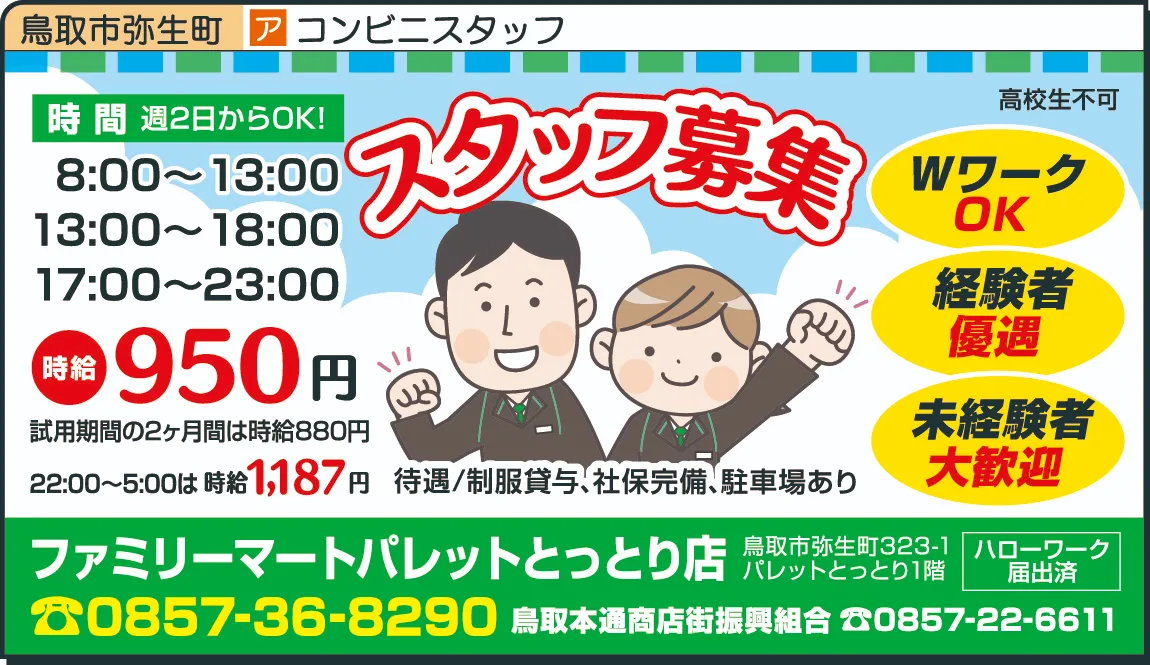 鳥取市弥生町 ア コンビニスタッフ
高校生不可
スタッフ募集
時間 週2日からOK!
8:00〜13:00
13:00〜18:00
17:00〜23:00
時給950円
試用期間の2ヶ月間は時給880円
22:00〜5:00は 時給1,187円
Wワーク
OK
経験者
優遇
未経験者
大歓迎
待遇/制服貸与、社保完備、駐車場あり
ファミリーマートパレットとっとり店
鳥取市弥生町323-1
パレットとっとり1階
ハローワーク
届出済
☎0857-36-8290
鳥取本通商店街振興組合 ☎0857-22-6611